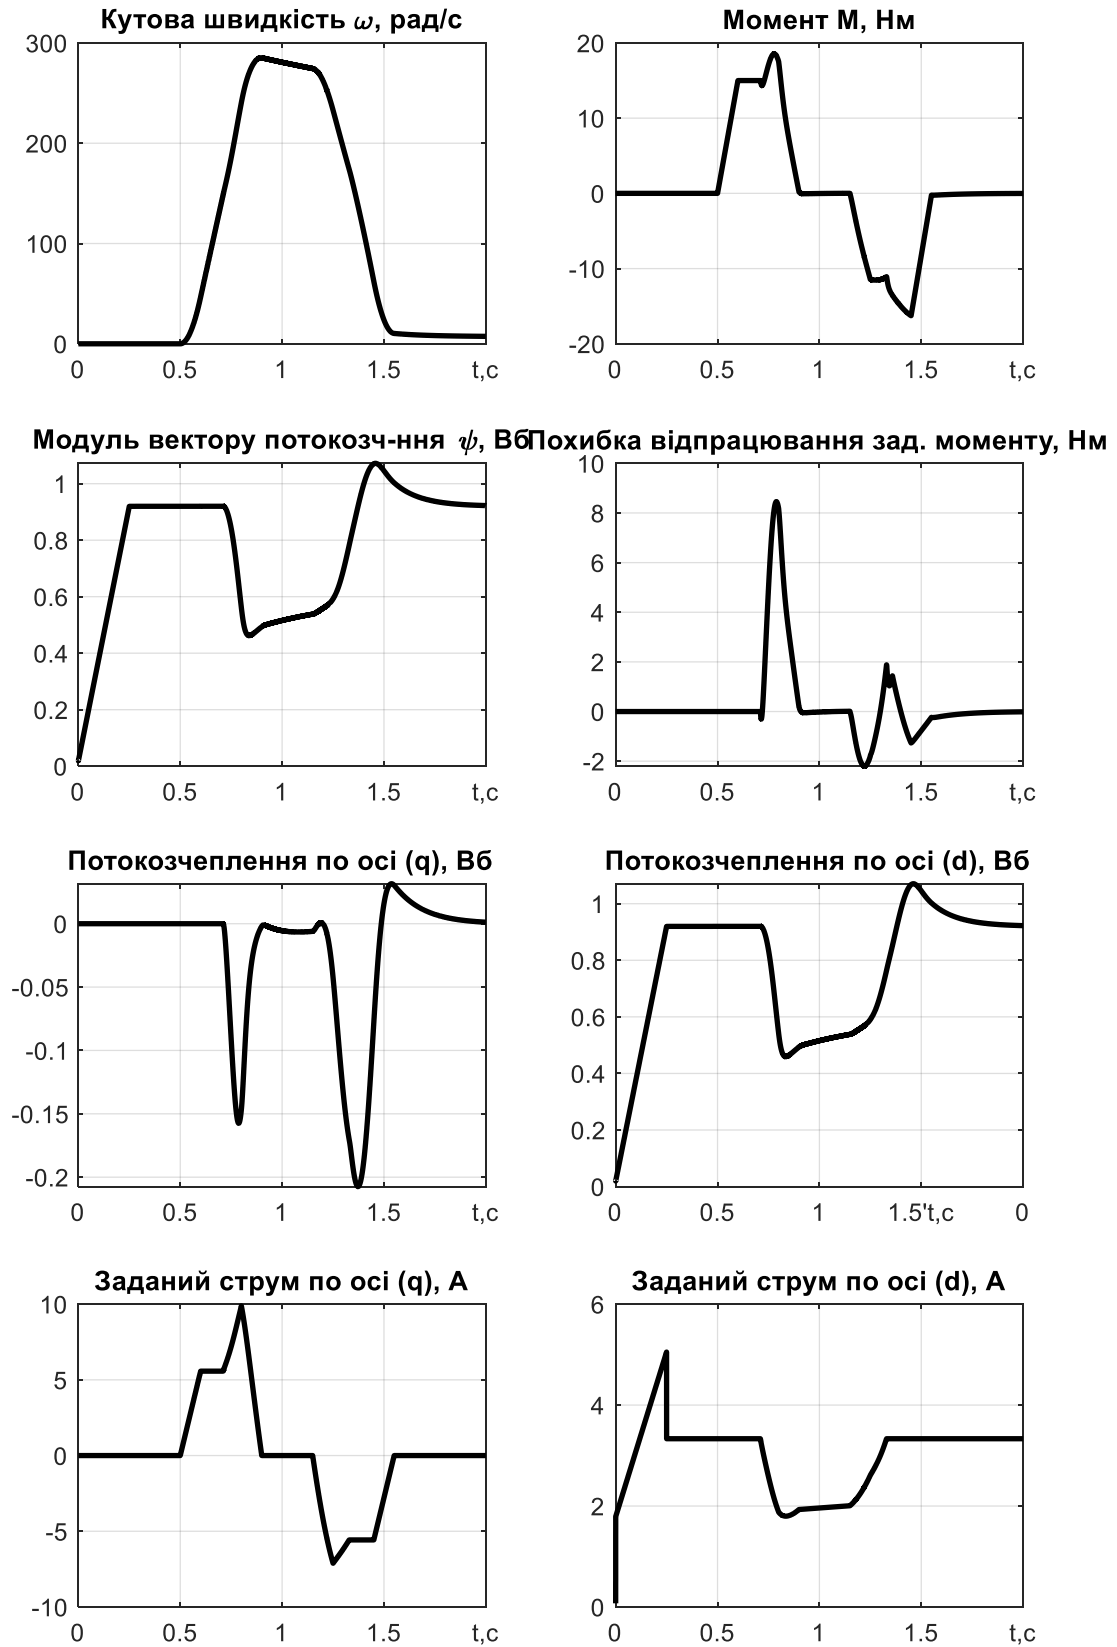 Кутова швидкість ω, рад/с
300
200
100
0
0 0.5 1 1.5 t,c
Момент М, Нм
20
10
0
-10
-20
0 0.5 1 1.5 t,c
Модуль вектору потокозч-ння ψ, Вб
1
0.8
0.6
0.4
0.2
0
0 0.5 1 1.5 t,c
Похибка відпрацювання зад. моменту, Нм
10
8
6
4
2
0
-2
0 0.5 1 1.5 t,c
Потокозчеплення по осі (q), Вб
0
-0.05
-0.1
-0.15
-0.2
0 0.5 1 1.5 t,c
Потокозчеплення по осі (d), Вб
1
0.8
0.6
0.4
0.2
0
0 0.5 1 1.5't,c 0
Заданий струм по осі (q), А
10
5
0
-5
-10
0 0.5 1 1.5 t,c
Заданий струм по осі (d), А
6
4
2
0
0 0.5 1 1.5 t,c